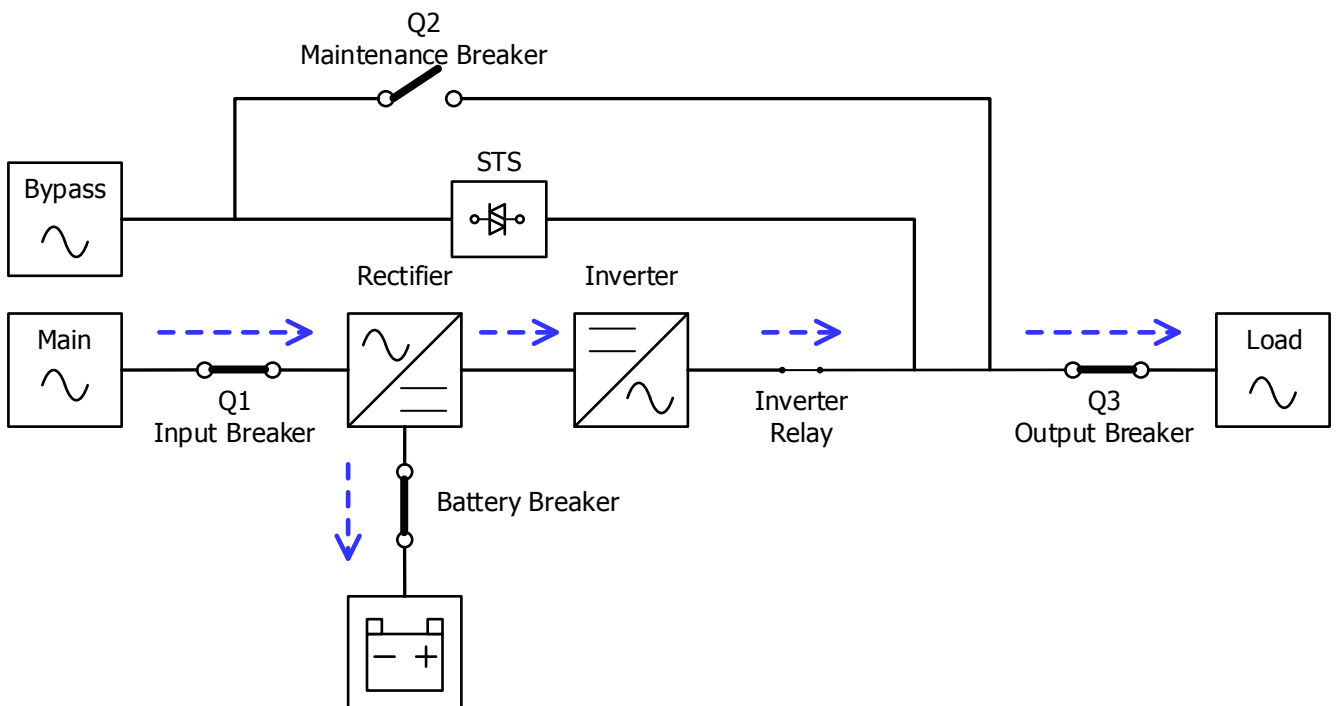 Q2
Maintenance Breaker
STS
Bypass
Rectifier
Inverter
Main
Load
Q1
Input Breaker
Inverter
Relay
Q3
Output Breaker
Battery Breaker